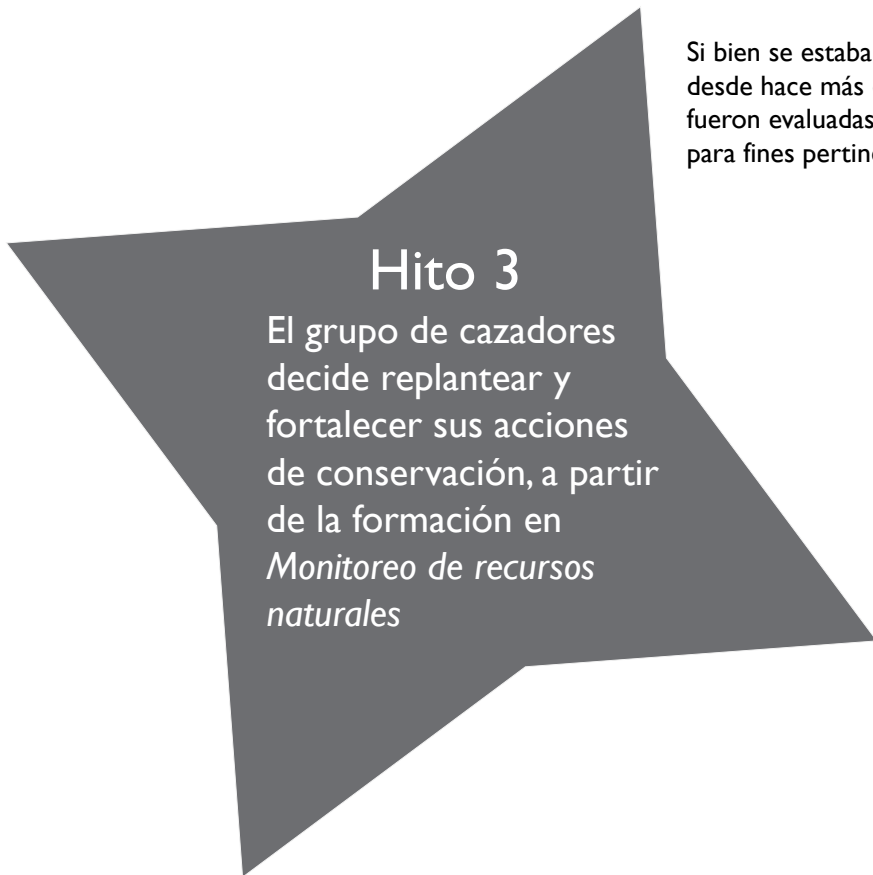 Si bien se estaba
desde hace más
fueron evaluadas
para fines
Hito 3
El grupo de cazadores
decide replantear y
fortalecer sus acciones
de conservación, a partir
de la formación en
Monitoreo de recursos
naturales